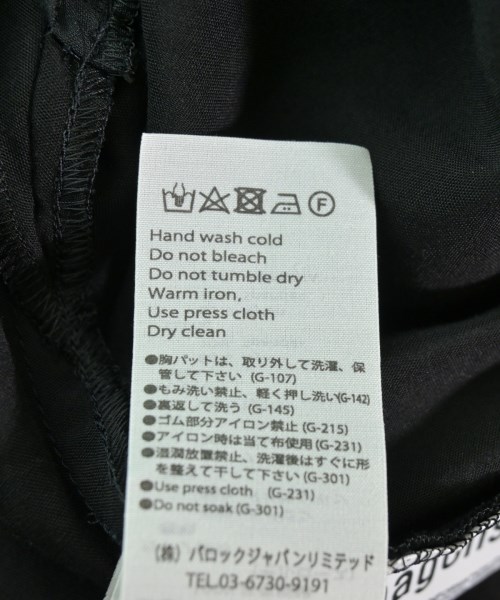 F
Hand wash cold
Do not bleach
Do not tumble dry
Warm iron,
Use press cloth
Dry clean
●胸パットは、取り外して洗濯、保
管して下さい (G-107)
●もみ洗い禁止、軽く押し洗い(G-142)
●裏返して洗う (G-145)
●ゴム部分アイロン禁止 (G-215)
●アイロン時は当て布使用(G-231)
●湿潤放置禁止、洗濯後はすぐに形
を整えて干して下さい (G-301)
●Use press cloth (G-231)
●Do not soak(G-301)
(株) バロックジャパンリミテッド
TEL.03-6730-9191